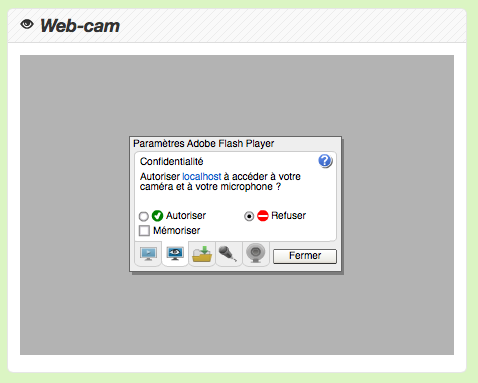 Web-cam
Paramètres Adobe Flash Player
Confidentialité
Autoriser localhost à accéder à votre
caméra et à votre microphone ?
Autoriser Refuser
Mémoriser
Fermer